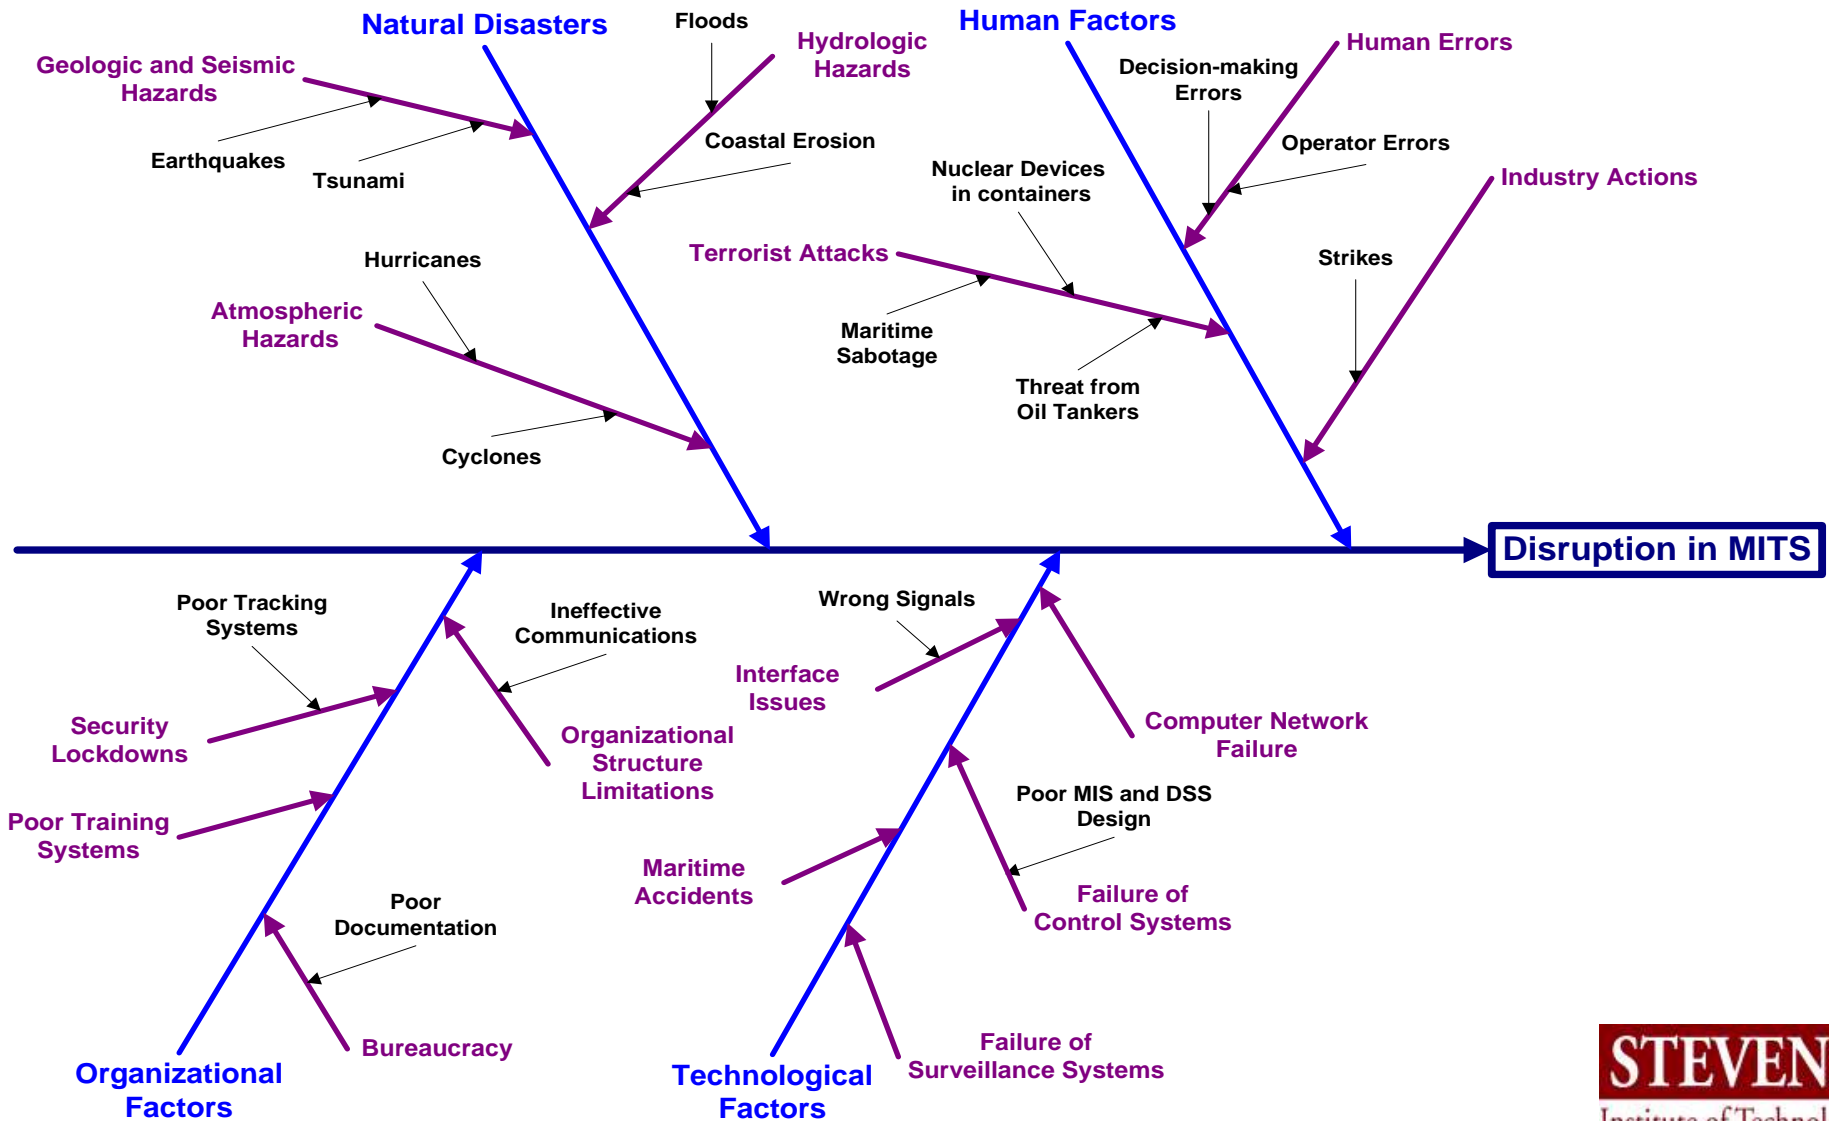 Natural Disasters
Floods
Human Factors
Geologic and Seismic
Hazards
Hydrologic
Hazards
Human Errors
Decision-making
Errors
Earthquakes
Tsunami
Coastal Erosion
Operator Errors
Nuclear Devices
in containers
Industry Actions
Hurricanes
Terrorist Attacks
Strikes
Atmospheric
Hazards
Maritime
Sabotage
Threat from
Oil Tankers
Cyclones
Disruption in MITS
Poor Tracking
Systems
Ineffective
Communications
Wrong Signals
Interface
Issues
Security
Lockdowns
Organizational
Structure
Limitations
Computer Network
Failure
Poor Training
Systems
Poor MIS and DSS
Design
Maritime
Accidents
Poor
Documentation
Failure of
Control Systems
Bureaucracy
Failure of
Surveillance Systems
Organizational
Factors
Technological
Factors
STEVEN
Institute of Technol